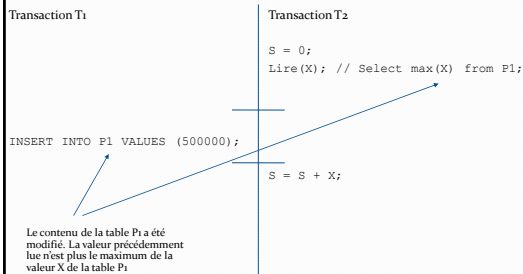 Transaction T1
Transaction T2
S = 0;
Lire(X); // Select max(X) from P1;
INSERT INTO P1 VALUES (500000);
S = S + X;
Le contenu de la table P1 a été
modifié. La valeur précédemment
lue n'est plus le maximum de la
valeur X de la table P1